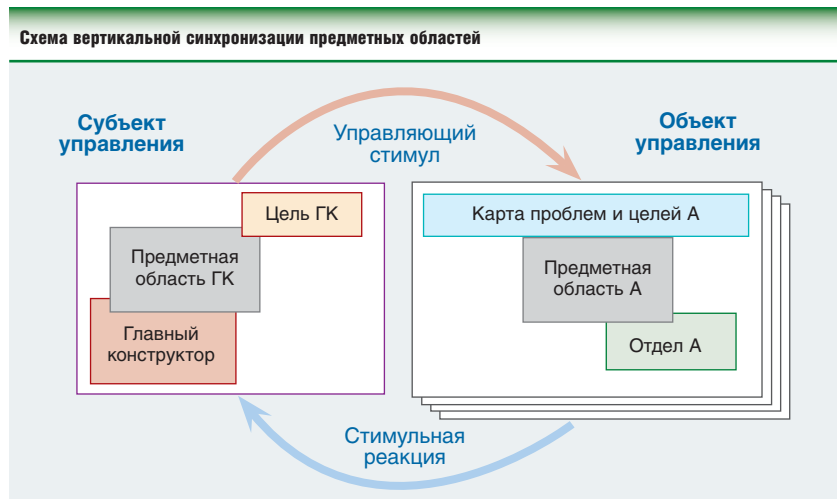 Схема вертикальной синхронизации предметных областей
Субъект
управления
Управляющий
стимул
Объект
управления
Цель ГК
Предметная
область ГК
Главный
конструктор
Карта проблем и целей А
Предметная
область А
Отдел А
Стимульная
реакция